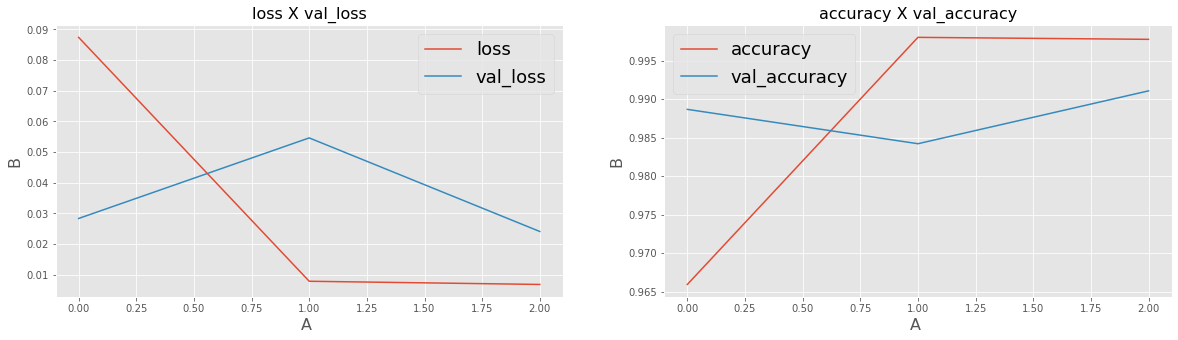 loss X val_loss
0.09
0.08
0.07
0.06
0.05
0.04
0.03
0.02
0.01
B
loss
val_loss
0.00 0.25 0.50 0.75 1.00 1.25 1.50 1.75 2.00
A
accuracy X val_accuracy
0.995
0.990
0.985
0.980
0.975
0.970
0.965
B
accuracy
val_accuracy
0.00 0.25 0.50 0.75 1.00 1.25 1.50 1.75 2.00
A